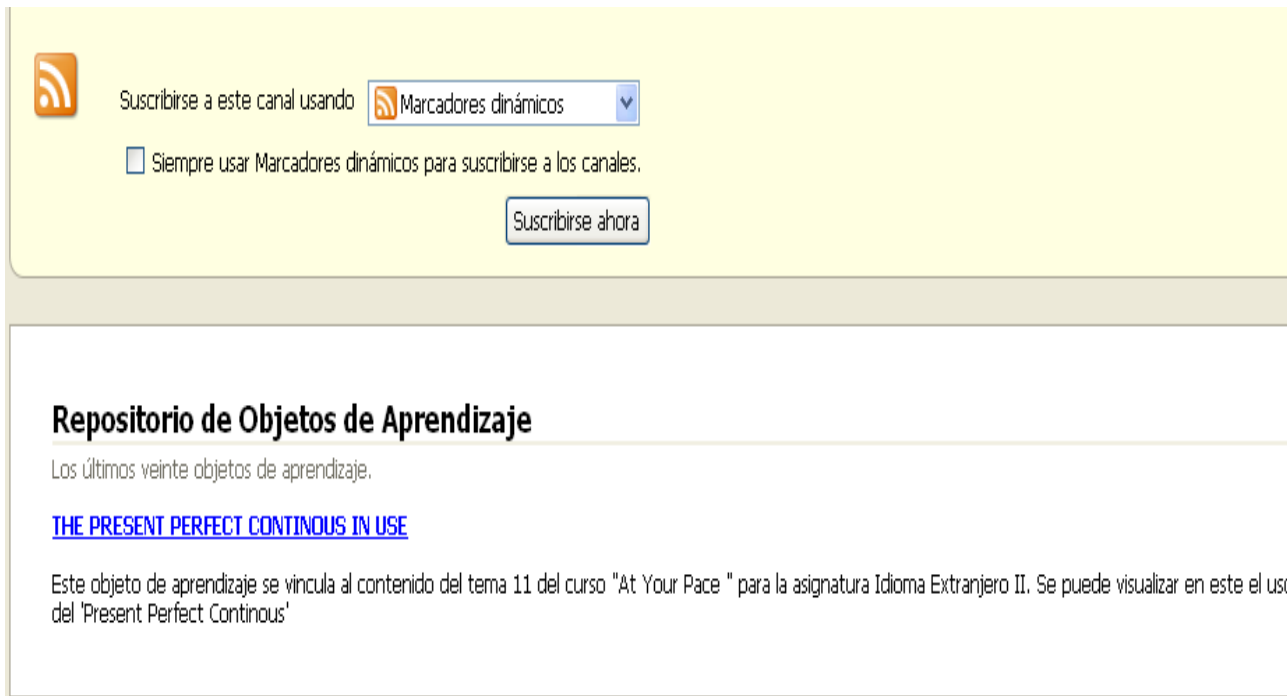 Suscribirse a este canal usando Marcadores dinámicos
Siempre usar Marcadores dinámicos para suscribirse a los canales.
Suscribirse ahora
Repositorio de Objetos de Aprendizaje
Los últimos veinte objetos de aprendizaje.
THE PRESENT PERFECT CONTINOUS IN USE
Este objeto de aprendizaje se vincula al contenido del tema 11 del curso "At Your Pace " para la asignatura Idioma Extranjero II. Se puede visualizar en este el uso
del 'Present Perfect Continous'